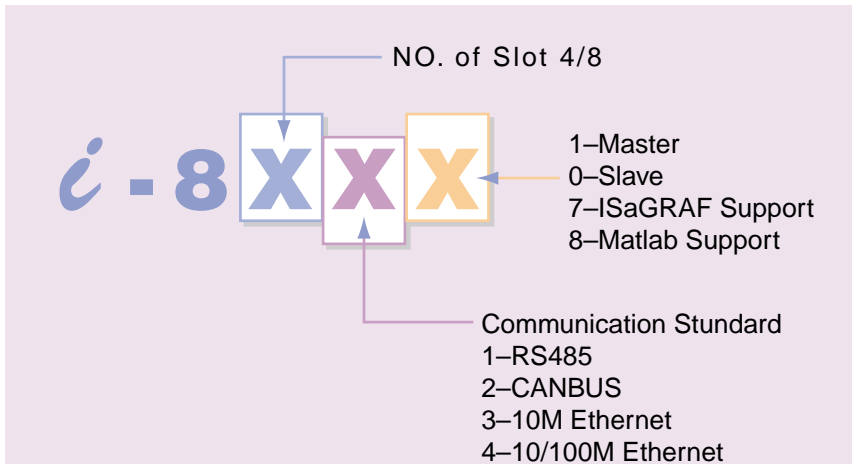 NO. of Slot 4/8
i-8XXX
1–Master
0–Slave
7–ISaGRAF Support
8–Matlab Support
Communication Stundard
1–RS485
2–CANBUS
3–10M Ethernet
4–10/100M Ethernet